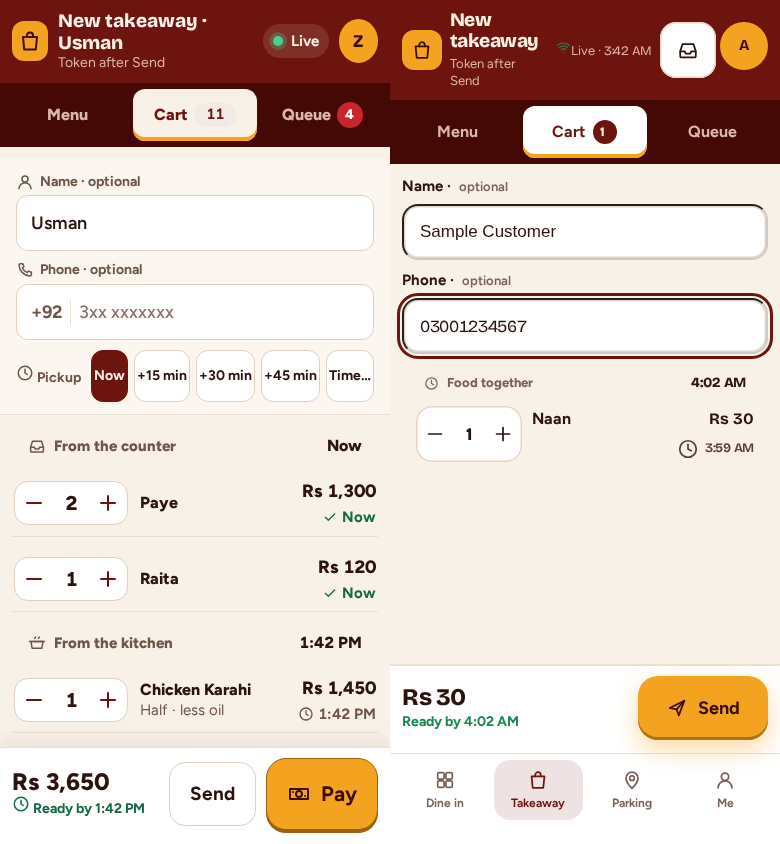 New takeaway ·
Usman
Token after Send
Live
Z
Menu
Cart 11
Queue 4
Name · optional
Usman
Phone · optional
+92 3xx xxxxxxx
Pickup Now +15 min +30 min +45 min Time...
From the counter Now
2 Paye Rs 1,300
Now
1 Raita Rs 120
Now
From the kitchen 1:42 PM
1 Chicken Karahi Rs 1,450
Half · less oil 1:42 PM
Rs 3,650
Ready by 1:42 PM
Send
Pay
New
takeaway
Token after
Send
Live · 3:42 AM
A
Menu
Cart 1
Queue
Name · optional
Sample Customer
Phone · optional
03001234567
Food together 4:02 AM
1 Naan Rs 30
3:59 AM
Rs 30
Ready by 4:02 AM
Send
Dine in
Takeaway
Parking
Me